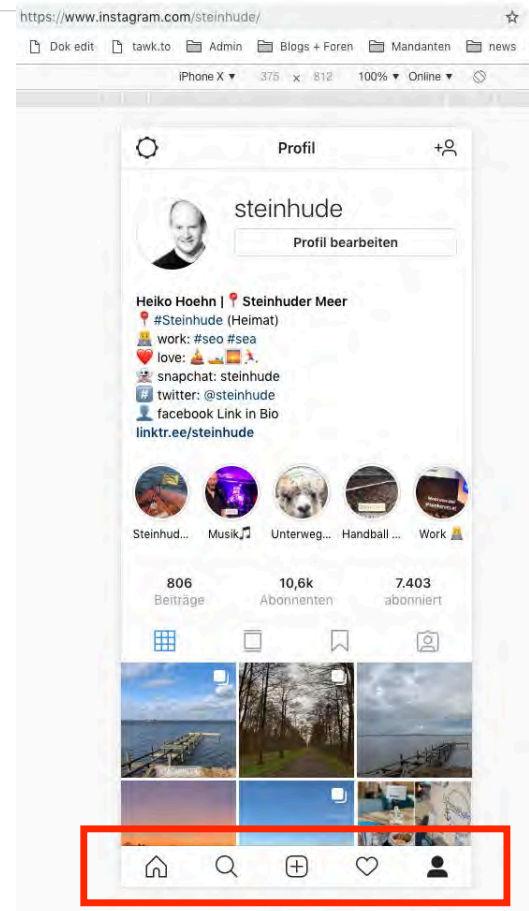 https://www.instagram.com/steinhude/
Dok edit tawk.to Admin Blogs + Foren Mandanten news
iPhone X ▼ 375 x 812 100% ▼ Online ▼
Profil
steinhude
Profil bearbeiten
Heiko Hoehn | 📍 Steinhuder Meer
📍 #Steinhude (Heimat)
👨‍💻 work: #seo #sea
❤️ love: ⛵🚤🌅🏃
👻 snapchat: steinhude
#️⃣ twitter: @steinhude
👤 facebook Link in Bio
linktr.ee/steinhude
Steinhud... Musik🎵 Unterweg... Handball ... Work 👨‍💻
806 10,6k 7.403
Beiträge Abonnenten abonniert